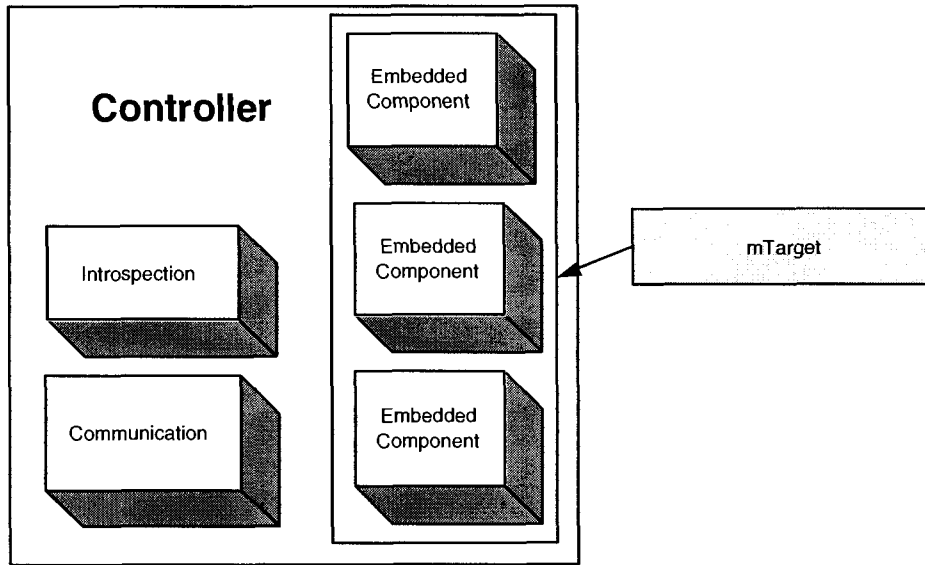 Controller
Embedded
Component
Introspection
Embedded
Component
mTarget
Communication
Embedded
Component